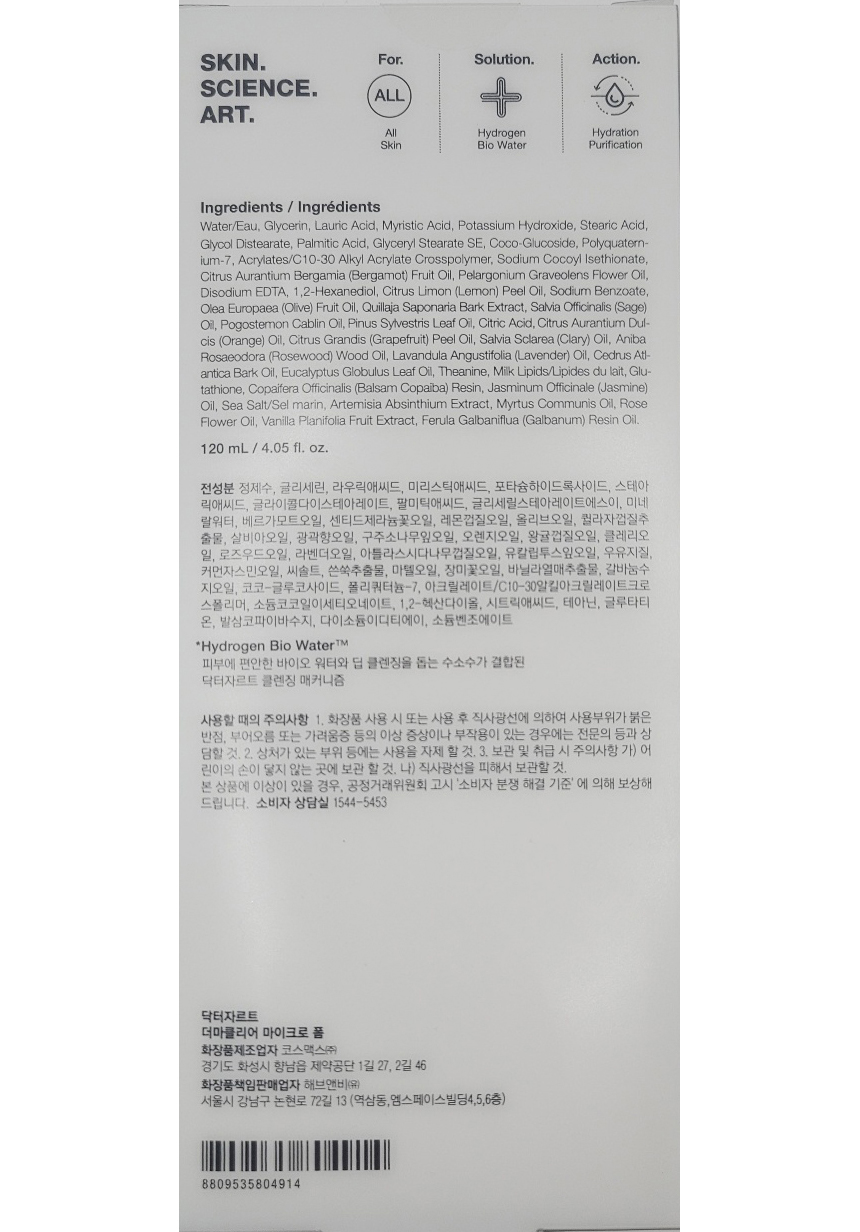 SKIN.
SCIENCE.
ART.
For.
ALL
All
Skin
Solution.
Hydrogen
Bio Water
Action.
Hydration
Purification
Ingredients / Ingrédients
Water/Eau, Glycerin, Lauric Acid, Myristic Acid, Potassium Hydroxide, Stearic Acid,
Glycol Distearate, Palmitic Acid, Glyceryl Stearate SE, Coco-Glucoside, Polyquatern-
ium-7, Acrylates/C10-30 Alkyl Acrylate Crosspolymer, Sodium Cocoyl Isethionate,
Citrus Aurantium Bergamia (Bergamot) Fruit Oil, Pelargonium Graveolens Flower Oil,
Disodium EDTA, 1,2-Hexanediol, Citrus Limon (Lemon) Peel Oil, Sodium Benzoate,
Olea Europaea (Olive) Fruit Oil, Quillaja Saponaria Bark Extract, Salvia Officinalis (Sage)
Oil, Pogostemon Cablin Oil, Pinus Sylvestris Leaf Oil, Citric Acid, Citrus Aurantium Dul-
cis (Orange) Oil, Citrus Grandis (Grapefruit) Peel Oil, Salvia Sclarea (Clary) Oil, Aniba
Rosaeodora (Rosewood) Wood Oil, Lavandula Angustifolia (Lavender) Oil, Cedrus Atl-
antica Bark Oil, Eucalyptus Globulus Leaf Oil, Theanine, Milk Lipids/Lipides du lait, Glu-
tathione, Copaifera Officinalis (Balsam Copaiba) Resin, Jasminum Officinale (Jasmine)
Oil, Sea Salt/Sel marin, Artemisia Absinthium Extract, Myrtus Communis Oil, Rose
Flower Oil, Vanilla Planifolia Fruit Extract, Ferula Galbaniflua (Galbanum) Resin Oil.
120 mL / 4.05 fl. oz.
전성분 정제수, 글리세린, 라우릭애씨드, 미리스틱애씨드, 포타슘하이드록사이드, 스테아
릭애씨드, 글라이콜다이스테아레이트, 팔미틱애씨드, 글리세릴스테아레이트에스이, 미네
랄워터, 베르가모트오일, 센티드제라늄꽃오일, 레몬껍질오일, 올리브오일, 퀼라자껍질추
출물, 살비아오일, 광곽향오일, 구주소나무잎오일, 오렌지오일, 왕귤껍질오일, 클레리오
일, 로즈우드오일, 라벤더오일, 아틀라스시다나무껍질오일, 유칼립투스잎오일, 우유지질,
커먼자스민오일, 씨솔트, 쓴쑥추출물, 마텔오일, 장미꽃오일, 바닐라열매추출물, 갈바눔수
지오일, 코코-글루코사이드, 폴리쿼터늄-7, 아크릴레이트/C10-30알킬아크릴레이트크로
스폴리머, 소듐코코일이세티오네이트, 1,2-헥산다이올, 시트릭애씨드, 테아닌, 글루타티
온, 발삼코파이바수지, 다이소듐이디티에이, 소듐벤조에이트
*Hydrogen Bio Water™
피부에 편안한 바이오 워터와 딥 클렌징을 돕는 수소수가 결합된
닥터자르트 클렌징 매커니즘
사용할 때의 주의사항 1. 화장품 사용 시 또는 사용 후 직사광선에 의하여 사용부위가 붉은
반점, 부어오름 또는 가려움증 등의 이상 증상이나 부작용이 있는 경우에는 전문의 등과 상
담할 것. 2. 상처가 있는 부위 등에는 사용을 자제 할 것. 3. 보관 및 취급 시 주의사항 가) 어
린이의 손이 닿지 않는 곳에 보관 할 것, 나) 직사광선을 피해서 보관할 것.
본 상품에 이상이 있을 경우, 공정거래위원회 고시 '소비자 분쟁 해결 기준' 에 의해 보상해
드립니다. 소비자 상담실 1544-5453
닥터자르트
더마클리어 마이크로 폼
화장품제조업자 코스맥스㈜
경기도 화성시 향남읍 제약공단 1길 27, 2길 46
화장품책임판매업자 해브앤비㈲
서울시 강남구 논현로 72길 13 (역삼동,엠스페이스빌딩4,5,6층)
8809535804914